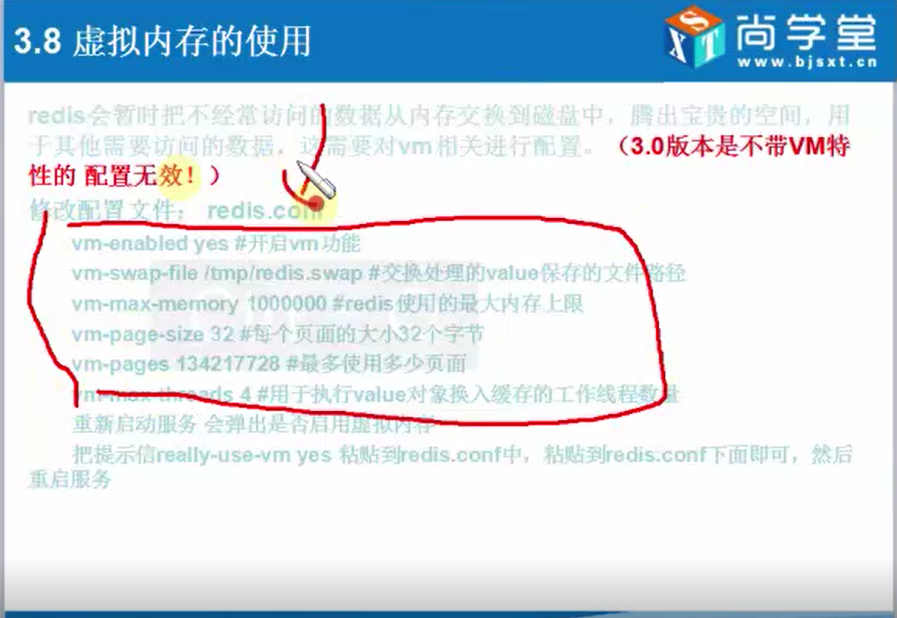 3.8 虚拟内存的使用
尚学堂
www.bjsxt.cn
redis会暂时把不经常访问的数据从内存交换到磁盘中，腾出宝贵的空间，用
于其他需要访问的数据，这需要对vm相关进行配置。（3.0版本是不带VM特
性的 配置无效！）
修改配置文件： redis.conf
vm-enabled yes #开启vm功能
vm-swap-file /tmp/redis.swap #交换处理的value保存的文件路径
vm-max-memory 1000000 #redis使用的最大内存上限
vm-page-size 32 #每个页面的大小32个字节
vm-pages 134217728 #最多使用多少页面
vm-max-threads 4 #用于执行value对象换入缓存的工作线程数量
重新启动服务 会弹出是否启用虚拟内存
把提示信really-use-vm yes 粘贴到redis.conf中，粘贴到redis.conf下面即可，然后
重启服务